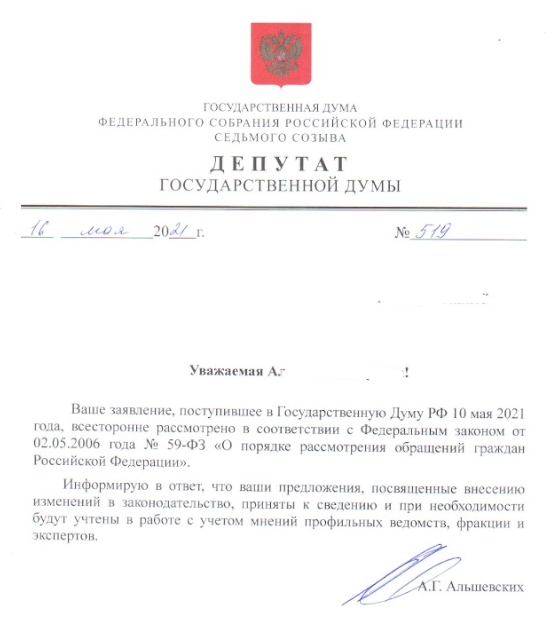 ГОСУДАРСТВЕННАЯ ДУМА
ФЕДЕРАЛЬНОГО СОБРАНИЯ РОССИЙСКОЙ ФЕДЕРАЦИИ
СЕДЬМОГО СОЗЫВА
ДЕПУТАТ
ГОСУДАРСТВЕННОЙ ДУМЫ
16 мая 2021 г. № 519
Уважаемая А !
Ваше заявление, поступившее в Государственную Думу РФ 10 мая 2021
года, всесторонне рассмотрено в соответствии с Федеральным законом от
02.05.2006 года № 59-ФЗ «О порядке рассмотрения обращений граждан
Российской Федерации».
Информирую в ответ, что ваши предложения, посвященные внесению
изменений в законодательство, приняты к сведению и при необходимости
будут учтены в работе с учетом мнений профильных ведомств, фракции и
экспертов.
А.Г. Альшевских